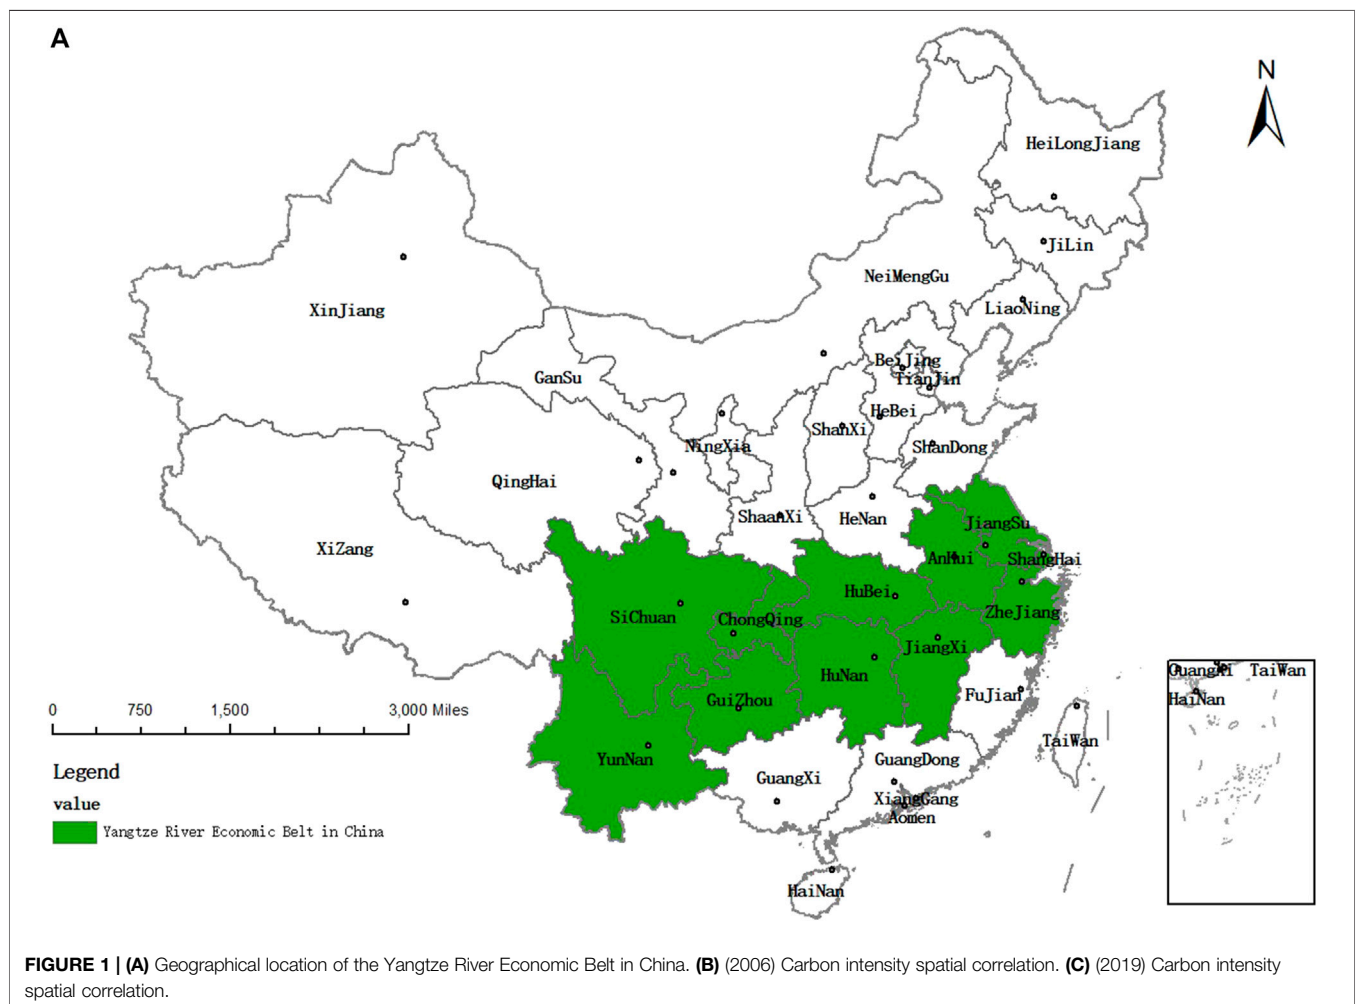 A
N
HeiLongJiang
JiLin
NeiMengGu
XinJiang
LiaoNing
BeiJing
GanSu
TianJin
HeBei
ShanXi
NingXia
ShanDong
QingHai
ShaanXi
HeNan
JiangSu
XiZang
AnHui
ShangHai
HuBei
SiChuan
ChongQing
ZheJiang
JiangXi
HuNan
GuangXi TaiWan
FuJian
HaiNan
GuiZhou
0 750 1,500 3,000 Miles
TaiWan
YunNan
GuangDong
Legend
GuangXi
XiangGang
value
Aomen
Yangtze River Economic Belt in China
HaiNan
FIGURE 1 | (A) Geographical location of the Yangtze River Economic Belt in China. (B) (2006) Carbon intensity spatial correlation. (C) (2019) Carbon intensity
spatial correlation.